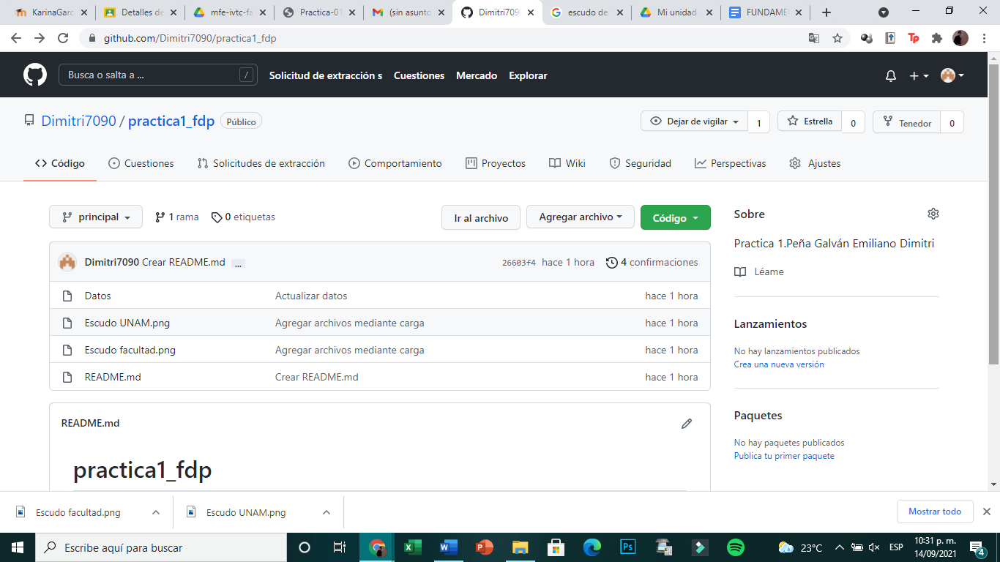 KarinaGarc
Detalles de
mfe-ivtc-fa
Practica-01
(sin asunto
Dimitri709
escudo de
Mi unidad
FUNDAME
github.com/Dimitri7090/practica1_fdp
Busca o salta a ... /
Solicitud de extracción s Cuestiones Mercado Explorar
Dimitri7090 / practica1_fdp Público
Dejar de vigilar 1 Estrella 0 Tenedor 0
Código Cuestiones Solicitudes de extracción Comportamiento Proyectos Wiki Seguridad Perspectivas Ajustes
principal 1 rama 0 etiquetas Ir al archivo Agregar archivo Código
Dimitri7090 Crear README.md ... 26603f4 hace 1 hora 4 confirmaciones
Datos Actualizar datos hace 1 hora
Escudo UNAM.png Agregar archivos mediante carga hace 1 hora
Escudo facultad.png Agregar archivos mediante carga hace 1 hora
README.md Crear README.md hace 1 hora
README.md
practica1_fdp
Sobre
Practica 1.Peña Galván Emiliano Dimitri
Léame
Lanzamientos
No hay lanzamientos publicados
Crea una nueva versión
Paquetes
No hay paquetes publicados
Publica tu primer paquete
Escudo facultad.png Escudo UNAM.png Mostrar todo
Escribe aquí para buscar
23°C ESP 10:31 p. m.
14/09/2021
4